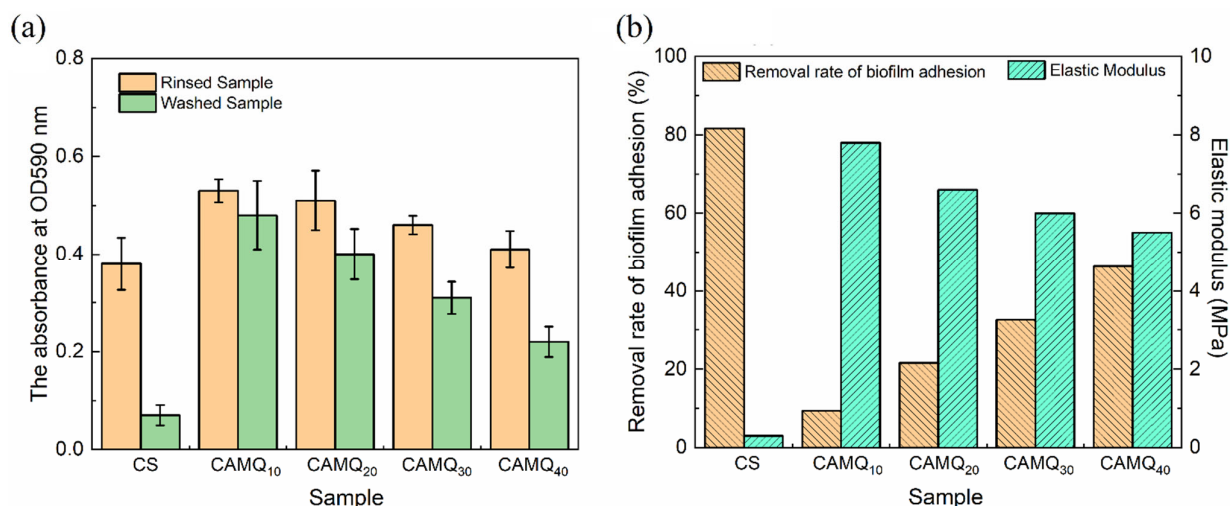 (a)
0.8
0.6
0.4
0.2
0.0
The absorbance at OD590 nm
Rinsed Sample
Washed Sample
CS
CAMQ₁₀
CAMQ₂₀
CAMQ₃₀
CAMQ₄₀
Sample
(b)
100
80
60
40
20
0
Removal rate of biofilm adhesion (%)
Removal rate of biofilm adhesion
Elastic Modulus
10
8
6
4
2
0
Elastic modulus (MPa)
CS
CAMQ₁₀
CAMQ₂₀
CAMQ₃₀
CAMQ₄₀
Sample